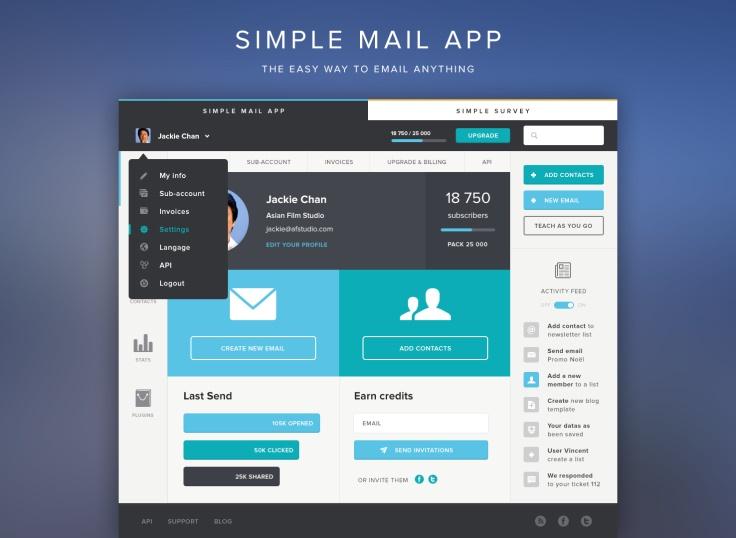 SIMPLE MAIL APP
THE EASY WAY TO EMAIL ANYTHING
SIMPLE MAIL APP
SIMPLE SURVEY
Jackie Chan
18 750 / 25 000
UPGRADE
SUB-ACCOUNT
INVOICES
UPGRADE & BILLING
API
My info
Sub-account
Invoices
Settings
Langage
API
Logout
CONTACTS
STATS
PLUGINS
Jackie Chan
Asian Film Studio
jackie@afstudio.com
EDIT YOUR PROFILE
18 750
subscribers
PACK 25 000
CREATE NEW EMAIL
ADD CONTACTS
Last Send
105K OPENED
50K CLICKED
25K SHARED
Earn credits
EMAIL
SEND INVITATIONS
OR INVITE THEM
ADD CONTACTS
NEW EMAIL
TEACH AS YOU GO
ACTIVITY FEED
OFF ON
Add contact to
newsletter list
Send email
Promo Noël
Add a new
member to a list
Create new blog
template
Your datas as
been saved
User Vincent
create a list
We responded
to your ticket 112
API
SUPPORT
BLOG